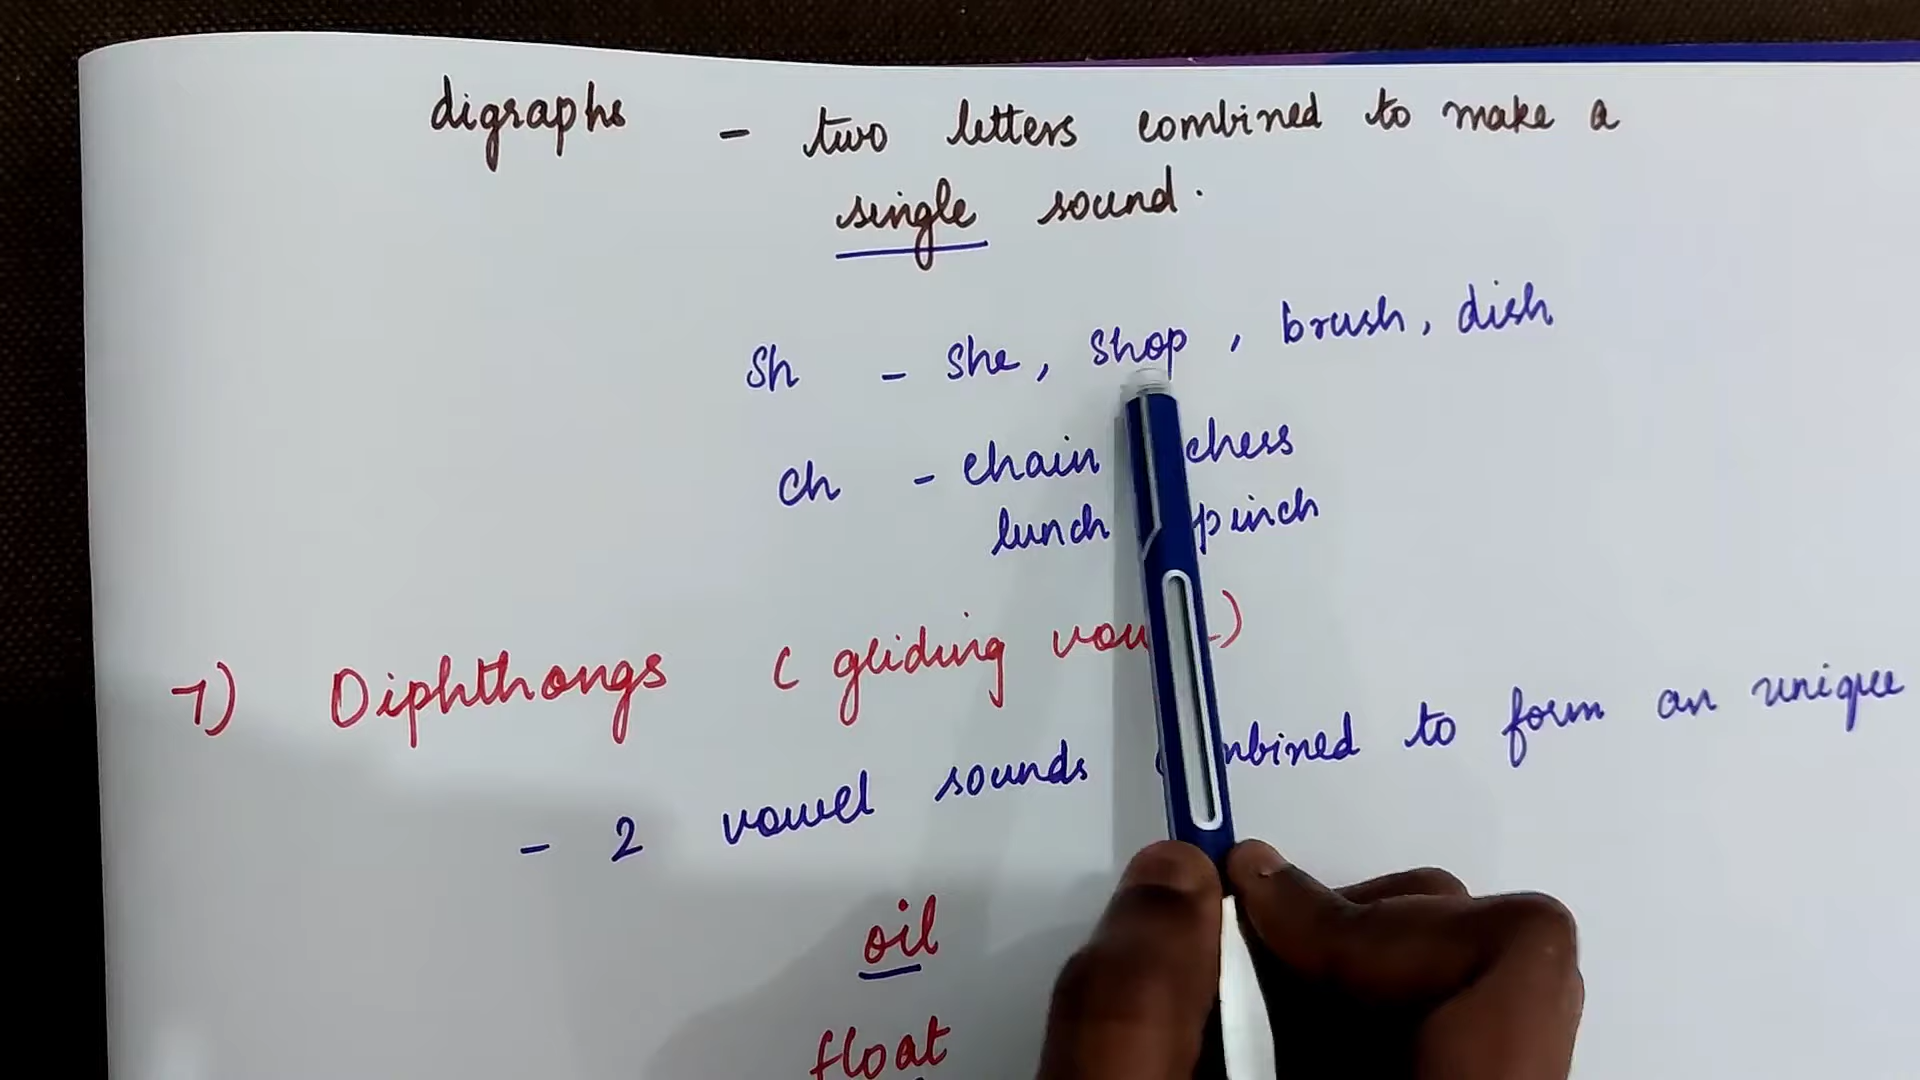 digraphs - two letters combined to make a
single sound.
Sh - She, Shop, brush, dish
ch - chain chess
lunch pinch
7) Diphthongs (gliding
- 2 vowel sounds to form an unique
oil
float